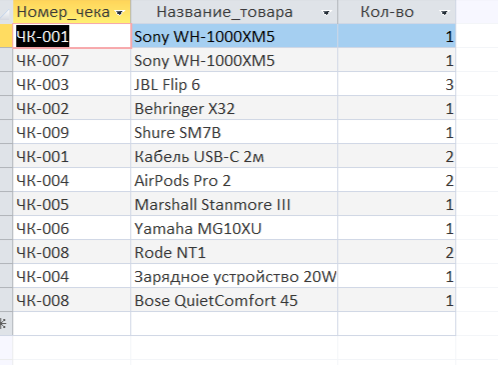 Номер_чека Название_товара Кол-во
ЧК-001 Sony WH-1000XM5 1
ЧК-007 Sony WH-1000XM5 1
ЧК-003 JBL Flip 6 3
ЧК-002 Behringer X32 1
ЧК-009 Shure SM7B 1
ЧК-001 Кабель USB-C 2м 2
ЧК-004 AirPods Pro 2 2
ЧК-005 Marshall Stanmore III 1
ЧК-006 Yamaha MG10XU 1
ЧК-008 Rode NT1 2
ЧК-004 Зарядное устройство 20W 1
ЧК-008 Bose QuietComfort 45 1